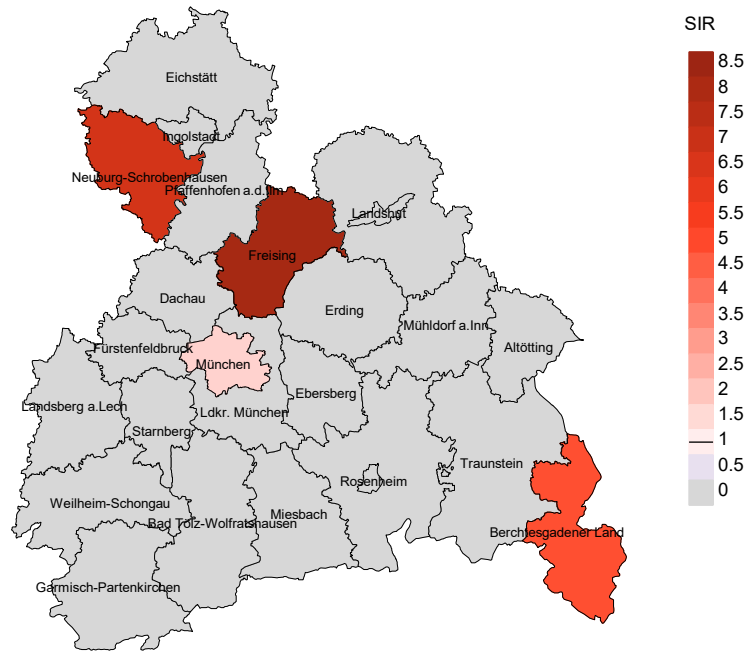 SIR
8.5
8
7.5
7
6.5
6
5.5
5
4.5
4
3.5
3
2.5
2
1.5
1
0.5
0
Eichstätt
Ingolstadt
Neuburg-Schrobenhausen
Pfaffenhofen a.d.Ilm
Landshut
Freising
Dachau
Erding
Mühldorf a.Inn
Altötting
Fürstenfeldbruck
München
Ebersberg
Landsberg a.Lech
Ldkr. München
Starnberg
Traunstein
Rosenheim
Weilheim-Schongau
Miesbach
Bad Tölz-Wolfratshausen
Berchtesgadener Land
Garmisch-Partenkirchen